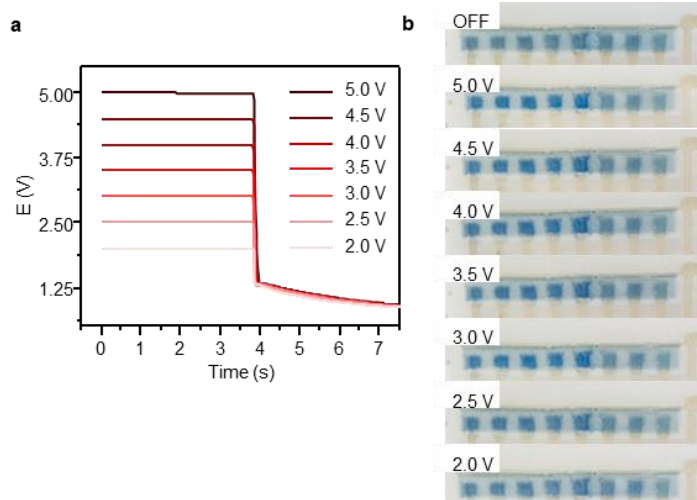 a
5.00
3.75
2.50
1.25
E (V)
0 1 2 3 4 5 6 7
Time (s)
5.0 V
4.5 V
4.0 V
3.5 V
3.0 V
2.5 V
2.0 V
b
OFF
5.0 V
4.5 V
4.0 V
3.5 V
3.0 V
2.5 V
2.0 V